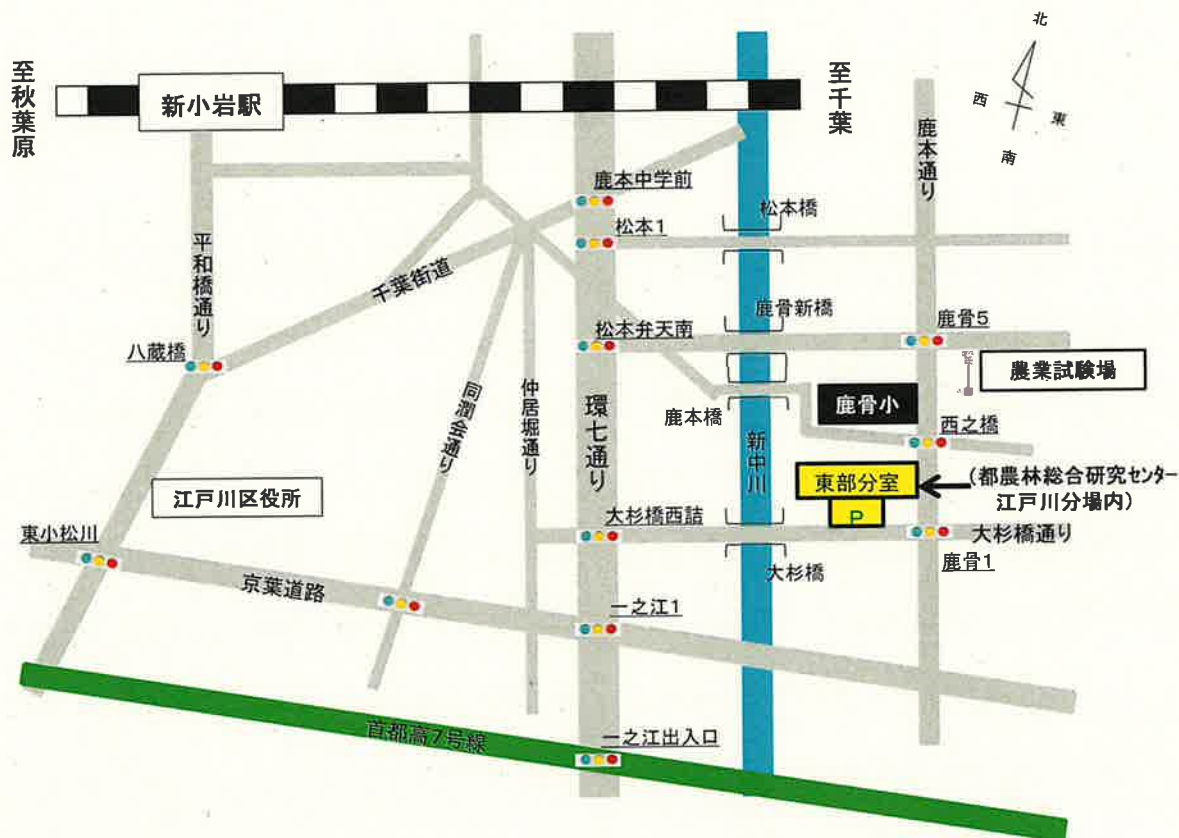 北
西
東
南
至秋葉原
新小岩駅
至千葉
鹿本通り
鹿本中学前
松本橋
松本1
平和橋通り
千葉街道
鹿骨新橋
松本弁天南
鹿骨5
八蔵橋
農業試験場
同潤会通り
仲居堀通り
環七通り
鹿本橋
鹿骨小
西之橋
新中川
東部分室
(都農林総合研究センター
江戸川分場内)
江戸川区役所
大杉橋西詰
P
東小松川
大杉橋通り
大杉橋
鹿骨1
京葉道路
一之江1
首都高7号線
一之江出入口